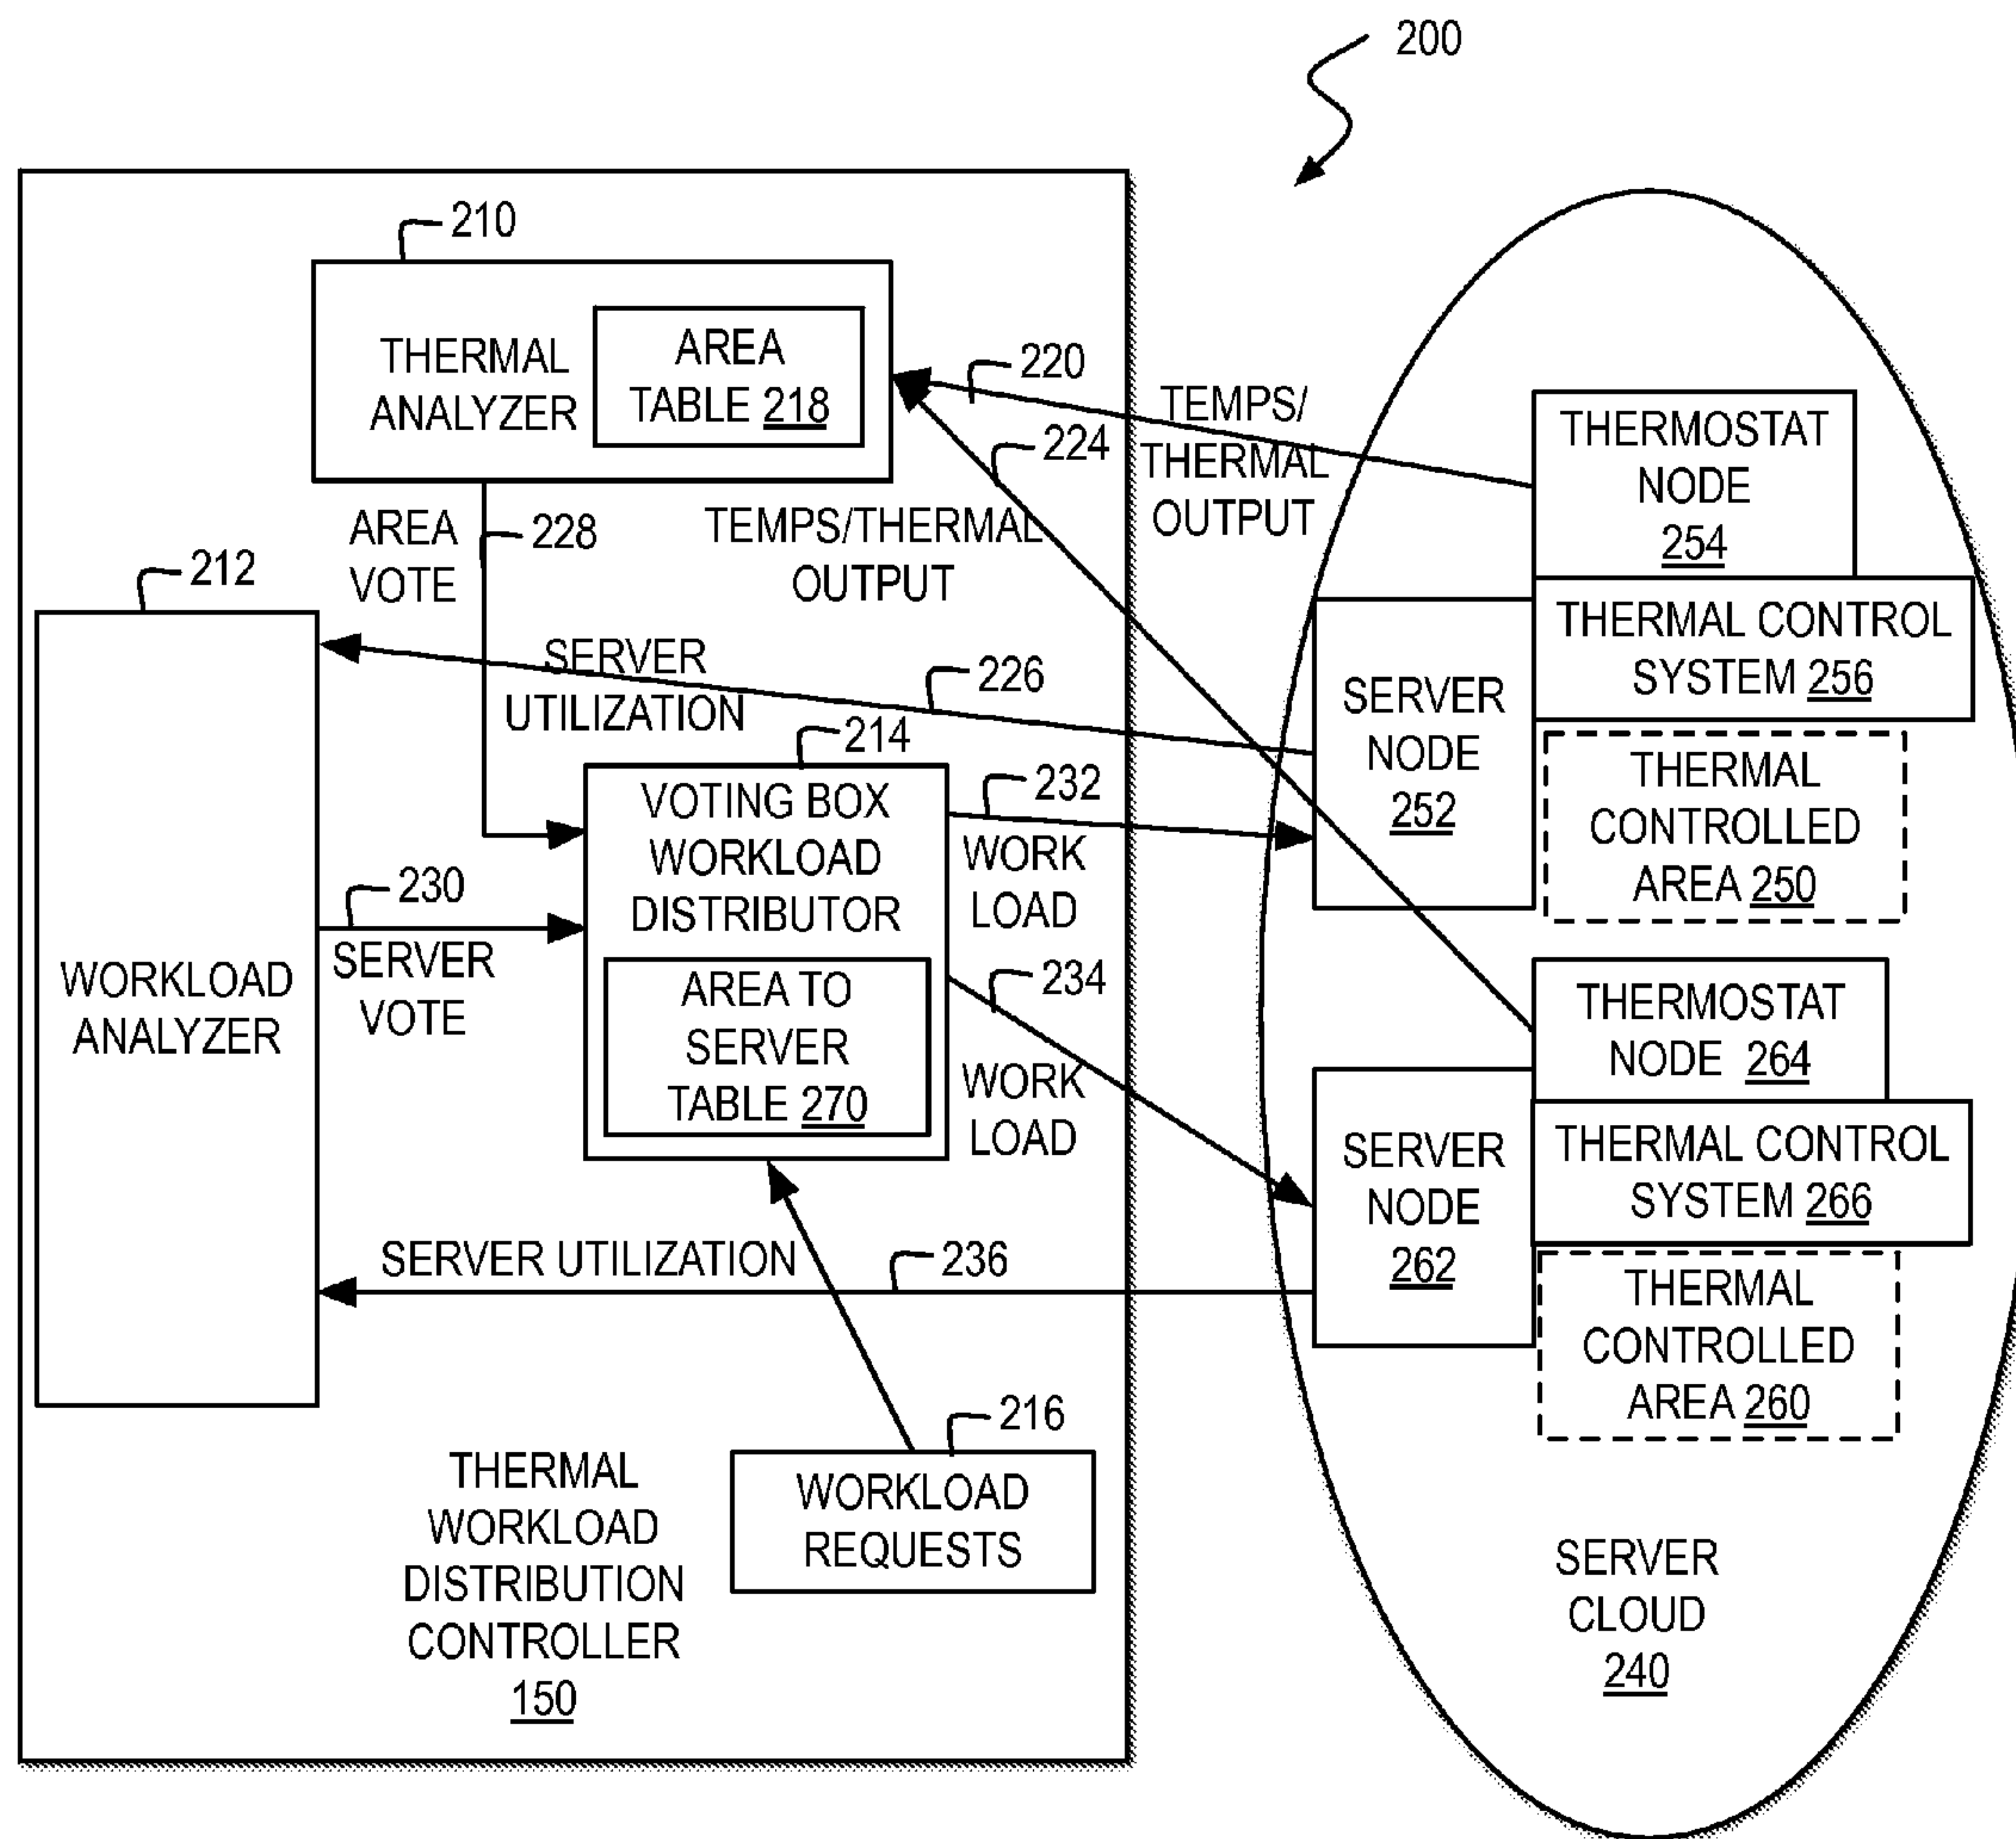 200
210
THERMAL
ANALYZER
AREA
TABLE 218
220
TEMPS/
THERMAL
OUTPUT
224
TEMPS/THERMAL
OUTPUT
AREA
VOTE
228
212
WORKLOAD
ANALYZER
SERVER
UTILIZATION
226
214
VOTING BOX
WORKLOAD
DISTRIBUTOR
AREA TO
SERVER
TABLE 270
230
SERVER
VOTE
232
WORK
LOAD
234
WORK
LOAD
SERVER UTILIZATION
236
216
WORKLOAD
REQUESTS
THERMAL
WORKLOAD
DISTRIBUTION
CONTROLLER
150
THERMOSTAT
NODE
254
THERMAL CONTROL
SYSTEM 256
SERVER
NODE
252
THERMAL
CONTROLLED
AREA 250
THERMOSTAT
NODE 264
THERMAL CONTROL
SYSTEM 266
SERVER
NODE
262
THERMAL
CONTROLLED
AREA 260
SERVER
CLOUD
240